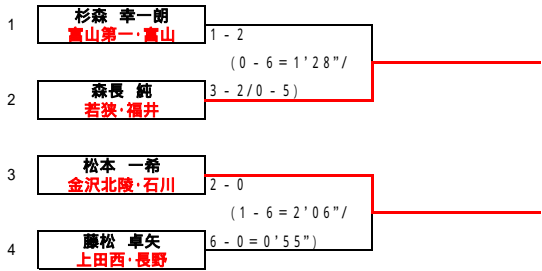 1
杉森 幸一朗
富山第一・富山
1 - 2
(0 - 6 = 1'28"/
2
森長 純
若狭・福井
3 - 2/0 - 5)
3
松本 一希
金沢北陵・石川
2 - 0
(1 - 6 = 2'06"/
4
藤松 卓矢
上田西・長野
6 - 0 = 0'55")